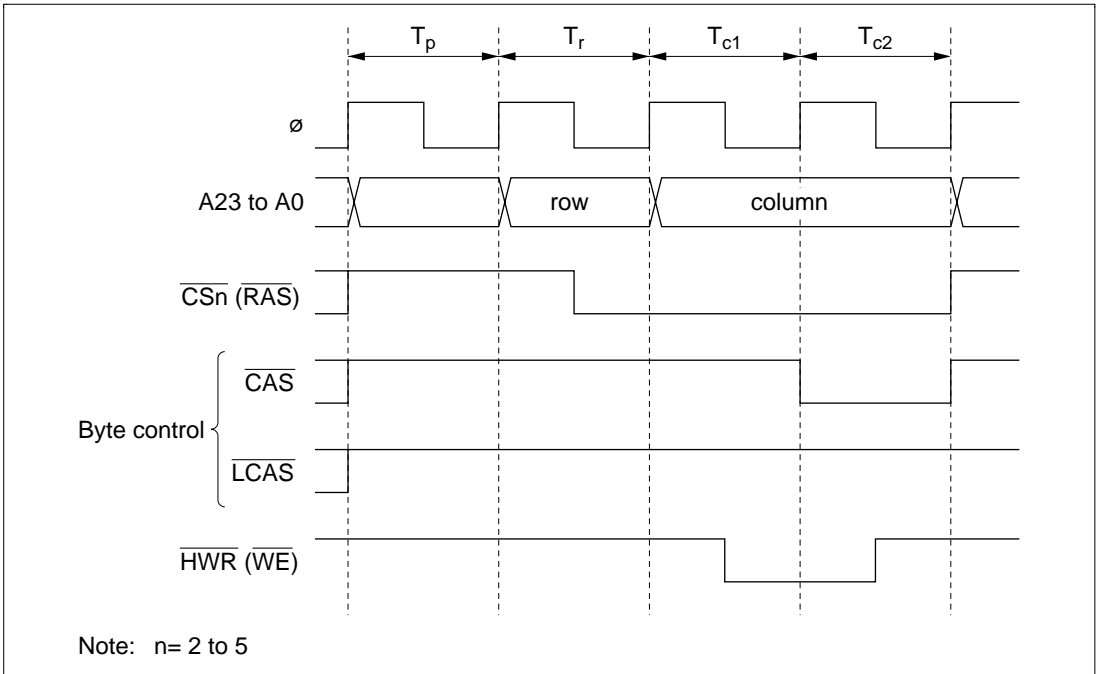 Tp Tr Tc1 Tc2
ø
A23 to A0 row column
CSn (RAS)
CAS
Byte control
LCAS
HWR (WE)
Note: n= 2 to 5